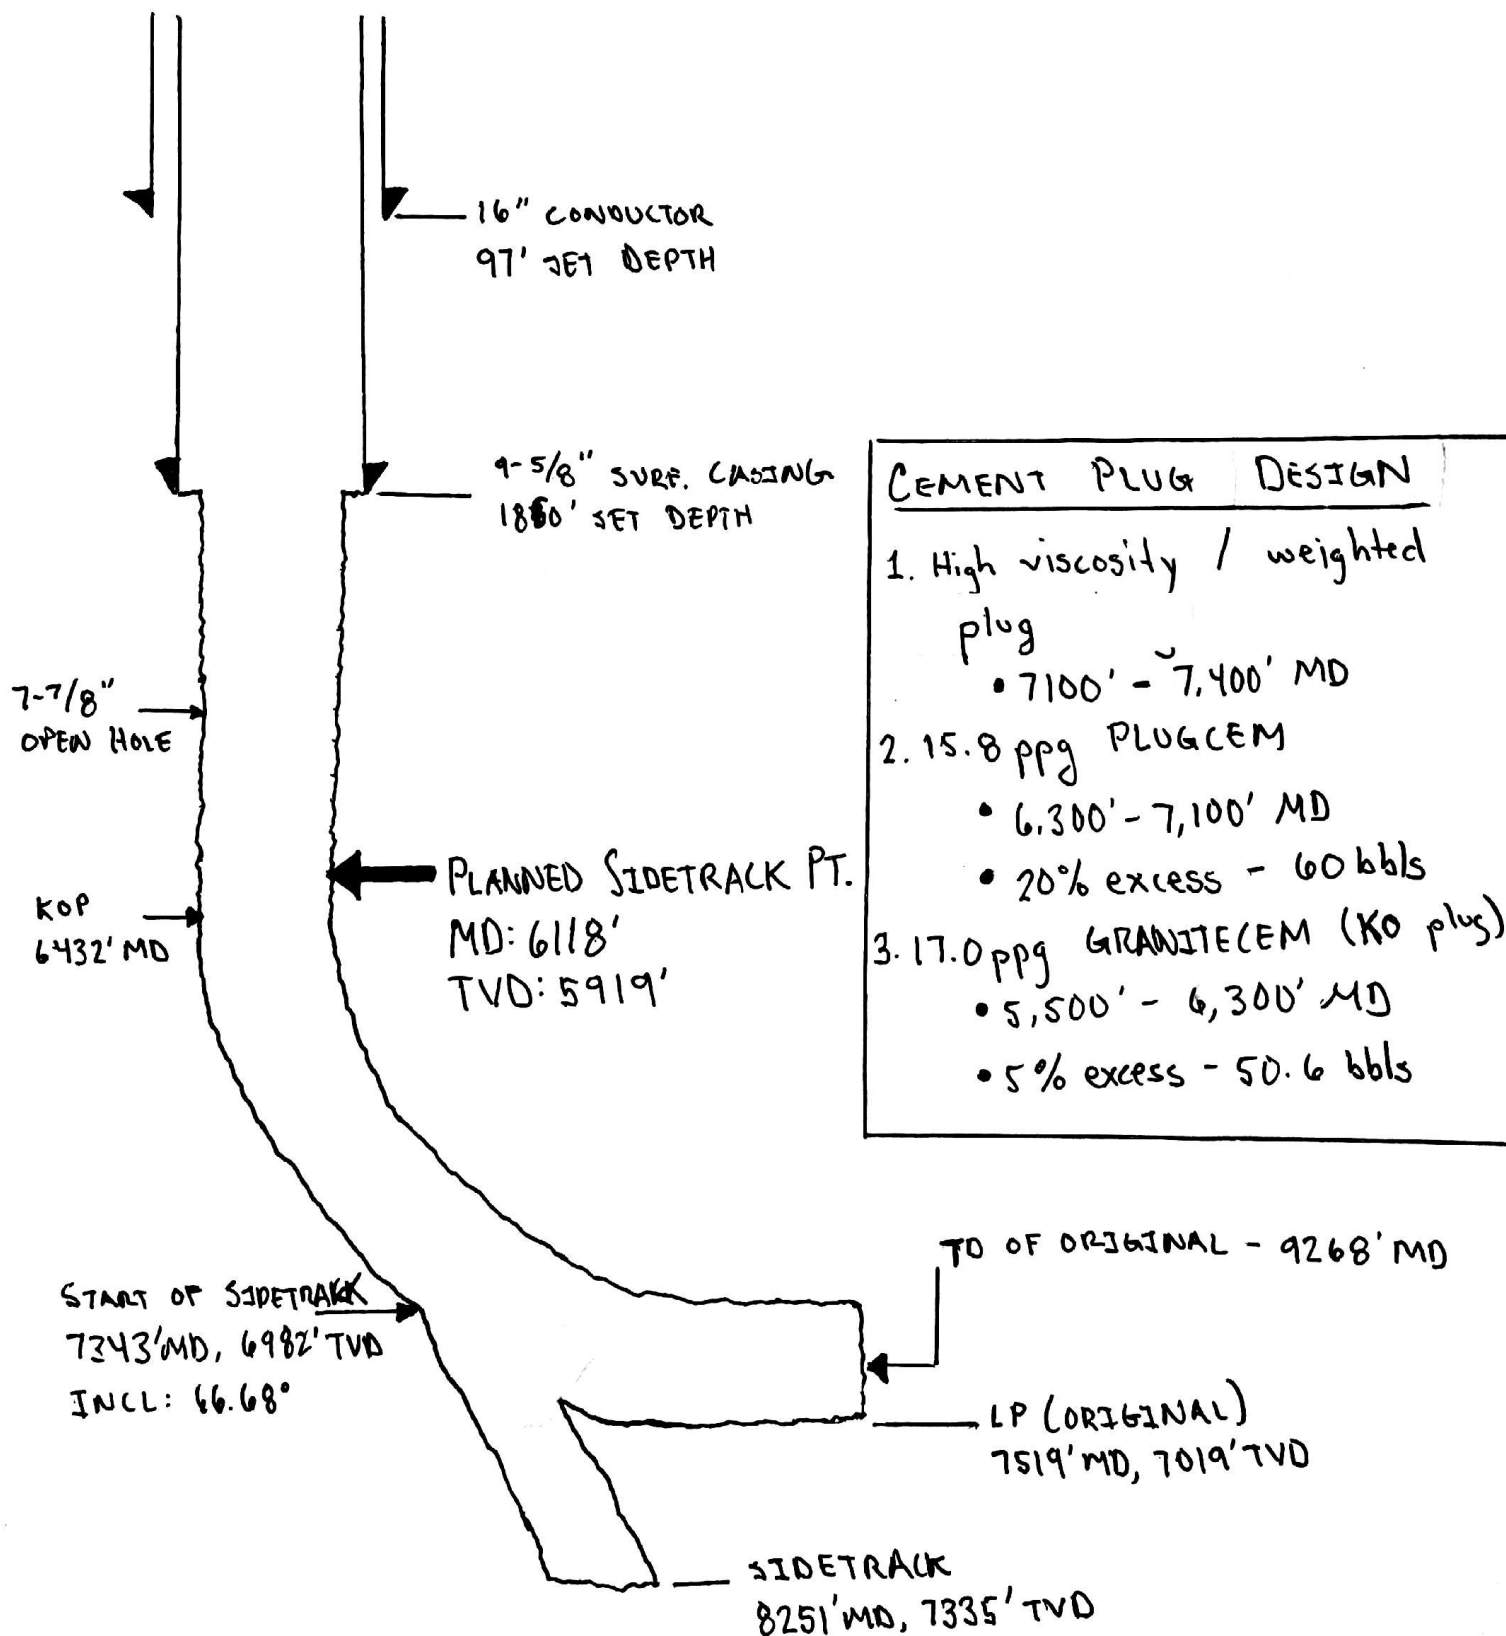 16" CONDUCTOR
97' SET DEPTH
9-5/8" SURF. CASING
SET DEPTH
7-7/8"
OPEN HOLE
PLANNED SIDETRACK PT.
MD: 6118'
TVD: 5919'
KOP
6432' MD
CEMENT PLUG DESIGN
1. High viscosity / weighted
plug
• 7100' - 7,400' MD
2. 15.8 ppg PLUGCEM
• 6,300' - 7,100' MD
• 20% excess - 60 bbls
3. 17.0 ppg GRANITECEM (KO plug)
• 5,500' - 6,300' MD
• 5% excess - 50.6 bbls
TD OF ORIGINAL - 9268' MD
START OF SIDETRACK
7343' MD, 6982' TVD
INCL: 66.68°
LP (ORIGINAL)
7519' MD, 7019' TVD
SIDETRACK
8251' MD, 7335' TVD